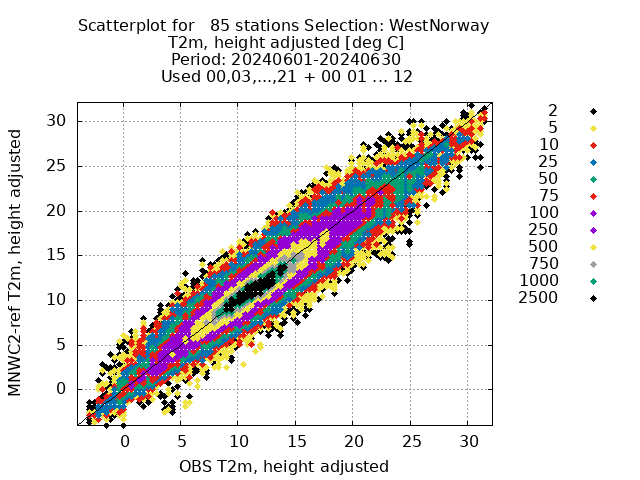 Scatterplot for   85 stations Selection: WestNorway
T2m, height adjusted [deg C]
Period: 20240601-20240630
Used 00,03,...,21 + 00 01 ... 12
MNWC2-ref T2m, height adjusted
30
25
20
15
10
5
0
0 5 10 15 20 25 30
OBS T2m, height adjusted
2
5
10
25
50
75
100
250
500
750
1000
2500